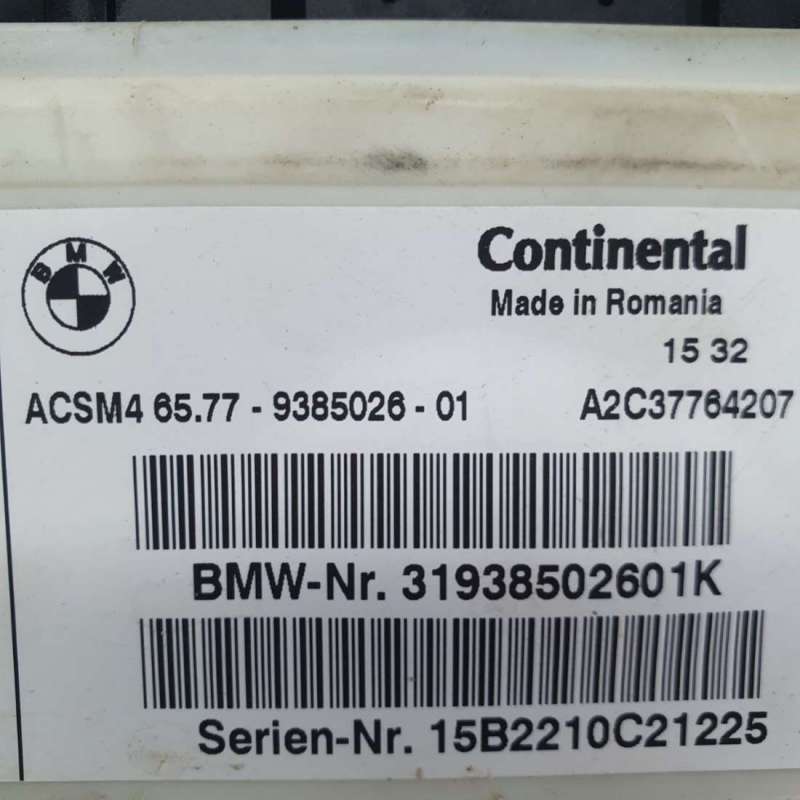 BMW
Continental
Made in Romania
15 32
ACSM4 65.77 - 9385026 - 01 A2C37764207
BMW-Nr. 31938502601K
Serien-Nr. 15B2210C21225